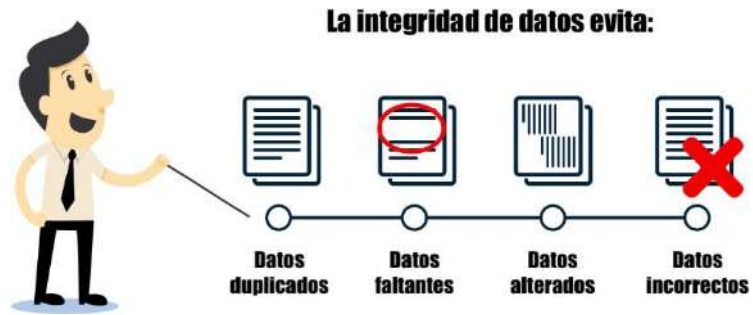 La integridad de datos evita:
Datos
duplicados
Datos
faltantes
Datos
alterados
Datos
incorrectos